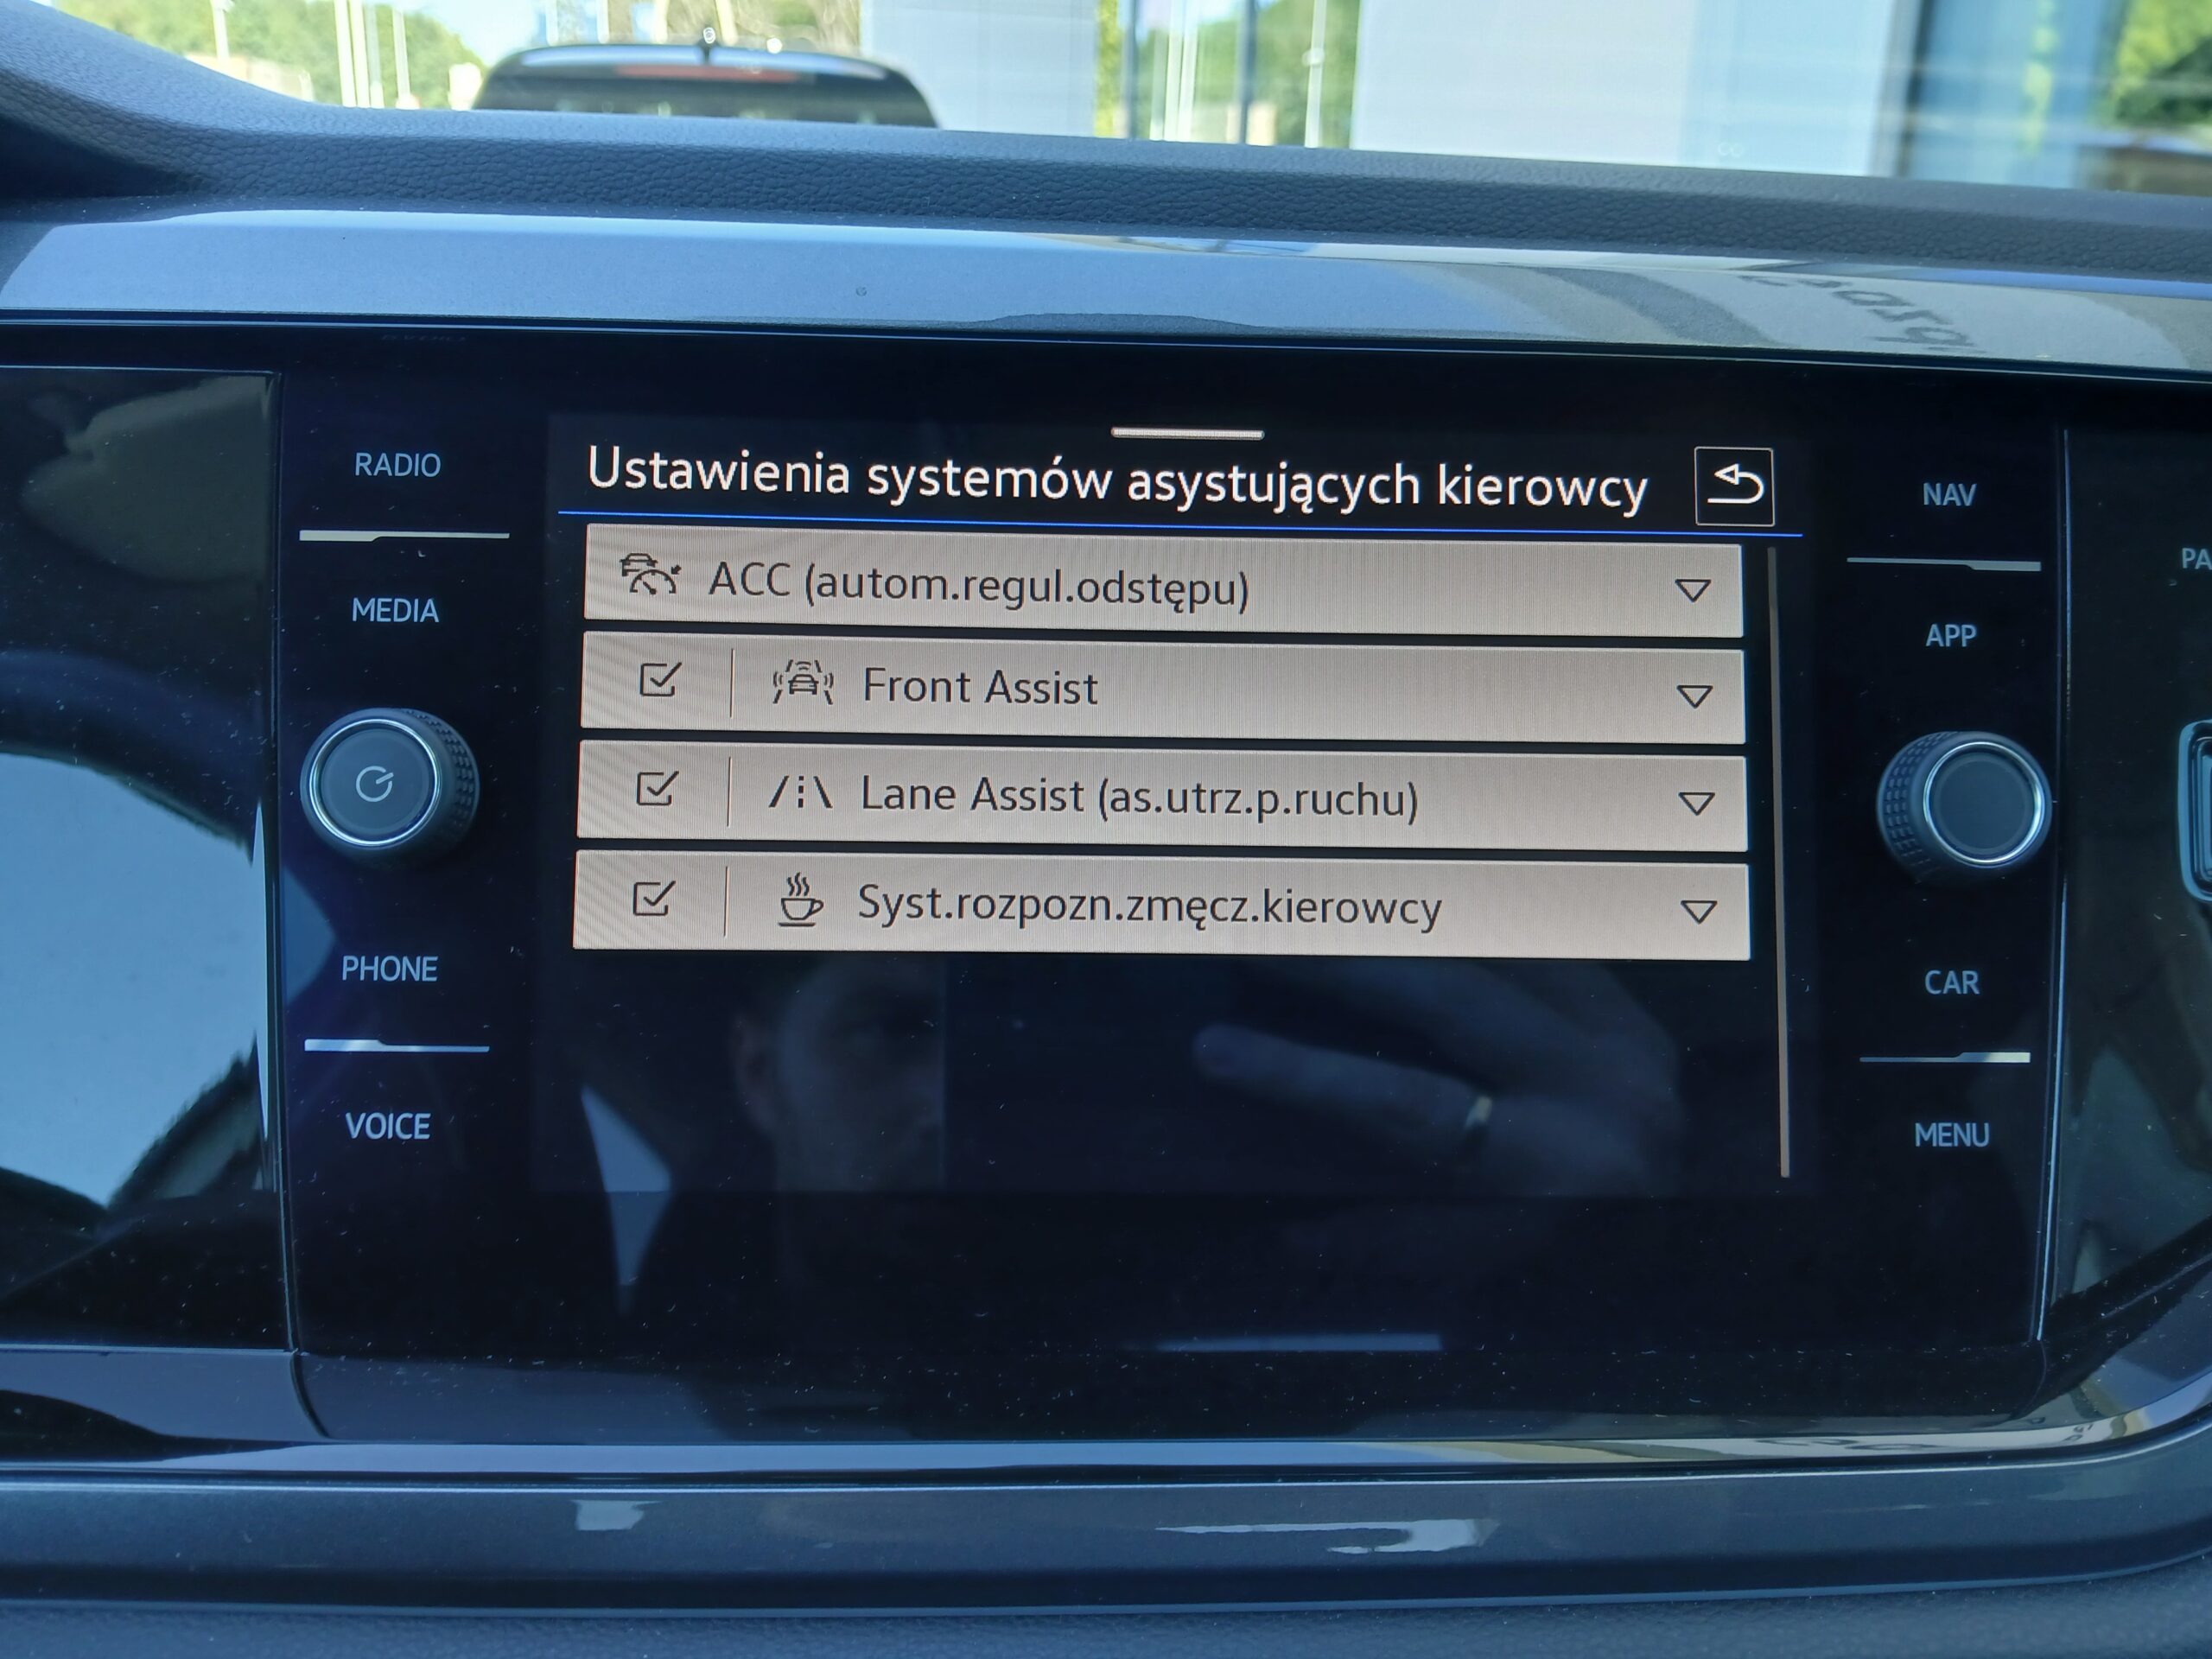 Ustawienia systemów asystujących kierowcy
ACC (autom.regul.odstępu)
Front Assist
Lane Assist (as.utrz.p.ruchu)
Syst.rozpozn.zmęcz.kierowcy
RADIO
MEDIA
PHONE
VOICE
NAV
APP
CAR
MENU
PA